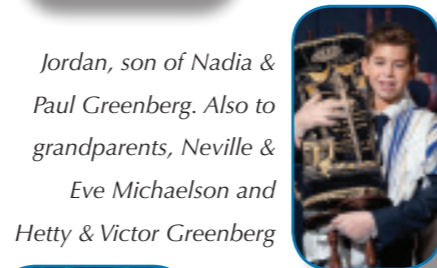 Jordan, son of Nadia &
Paul Greenberg. Also to
grandparents, Neville &
Eve Michaelson and
Hetty & Victor Greenberg